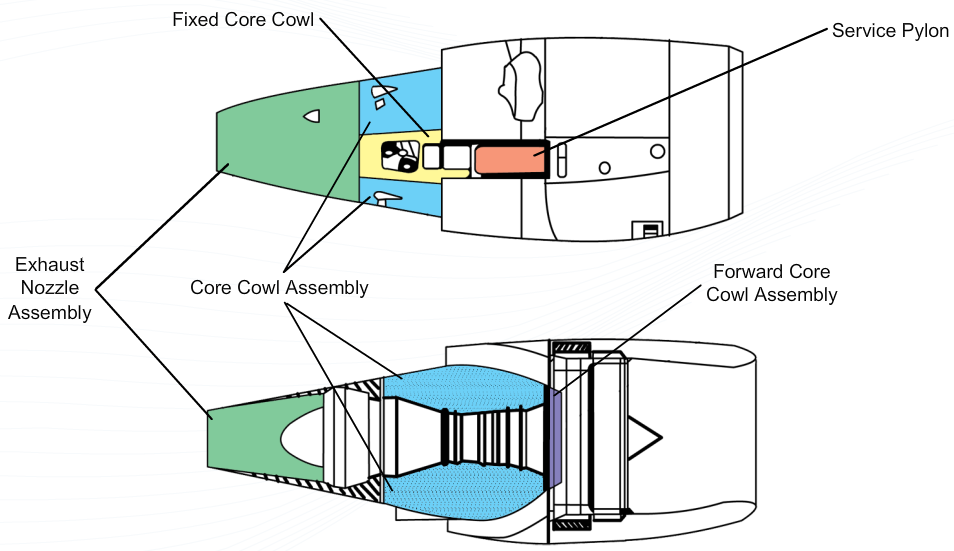 Fixed Core Cowl
Service Pylon
Exhaust
Nozzle
Assembly
Core Cowl Assembly
Forward Core
Cowl Assembly